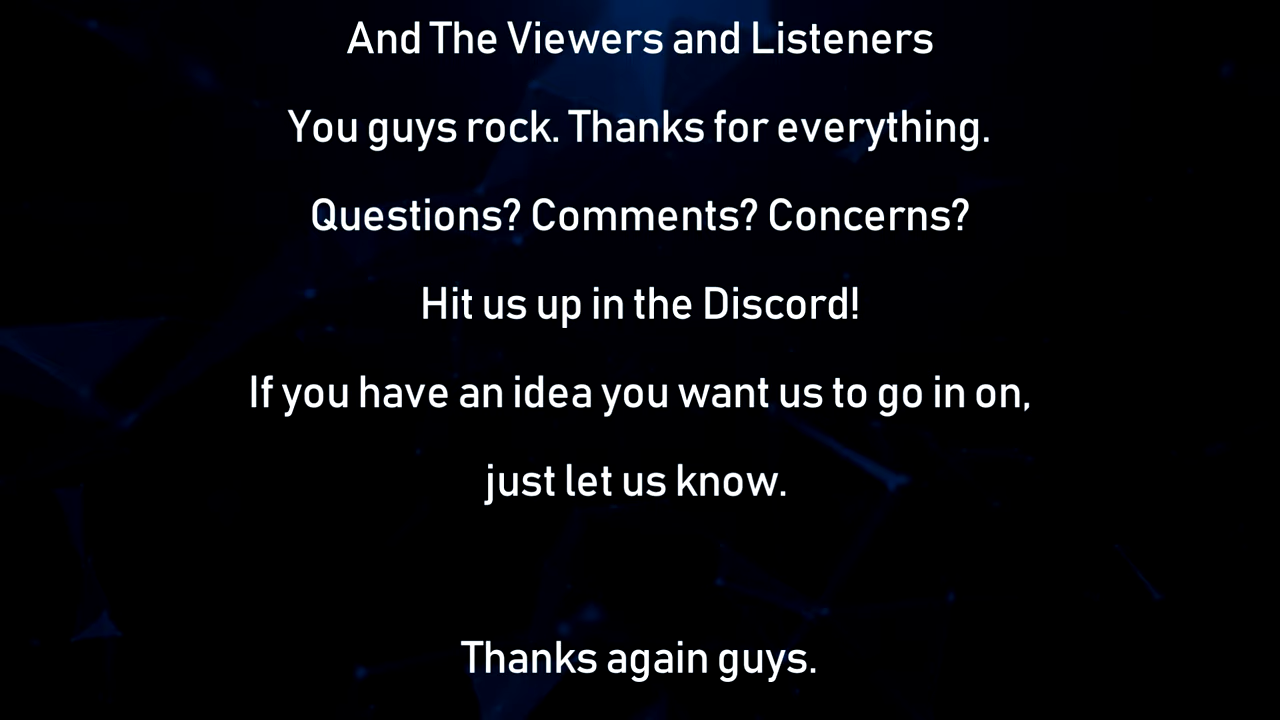 And The Viewers and Listeners
You guys rock. Thanks for everything.
Questions? Comments? Concerns?
Hit us up in the Discord!
If you have an idea you want us to go in on,
just let us know.
Thanks again guys.